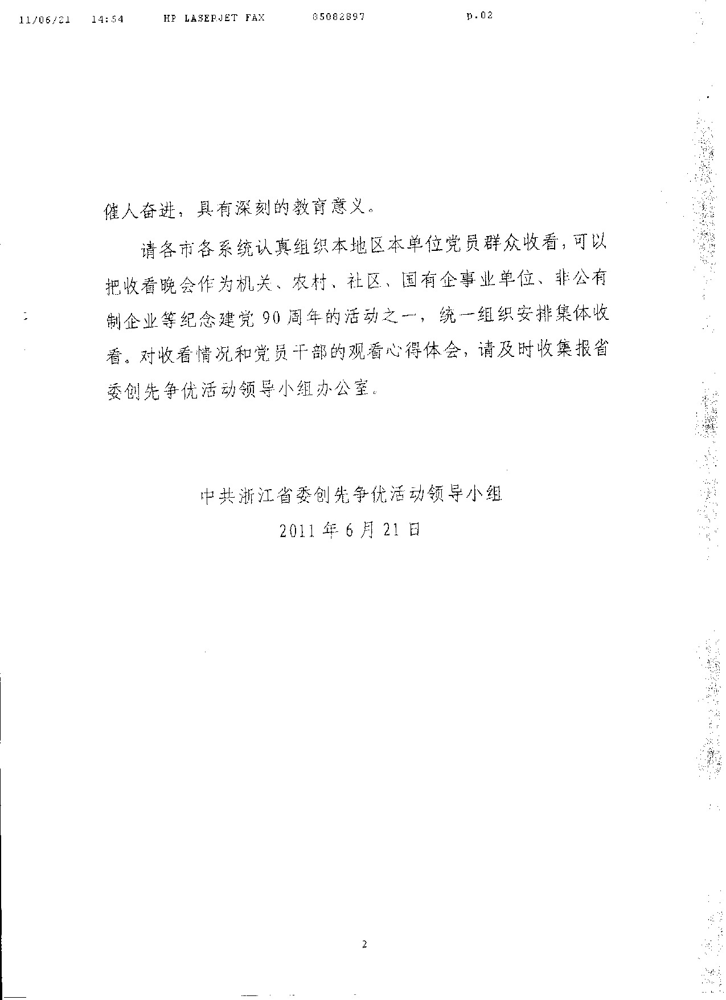 11/06/21 14:54 HP LASERJET FAX 85082897 p.02
催人奋进，具有深刻的教育意义。
请各市各系统认真组织本地区本单位党员群众收看，可以
把收看晚会作为机关、农村、社区、国有企事业单位、非公有
制企业等纪念建党 90 周年的活动之一，统一组织安排集体收
看。对收看情况和党员干部的观看心得体会，请及时收集报省
委创先争优活动领导小组办公室。
中共浙江省委创先争优活动领导小组
2011 年 6 月 21 日
2